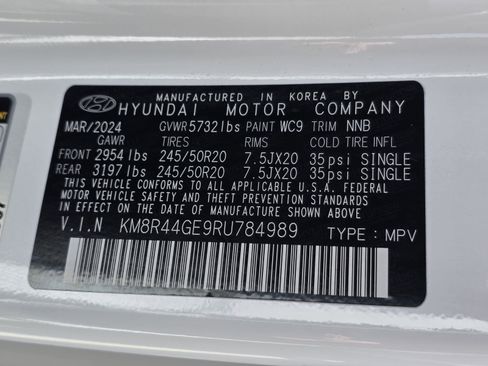 MANUFACTURED IN KOREA BY
HYUNDAI MOTOR COMPANY
MAR/2024 GVWR 5732lbs PAINT WC9 TRIM NNB
GAWR TIRES RIMS COLD TIRE INFL
FRONT 2954 lbs 245/50R20 7.5JX20 35psi SINGLE
REAR 3197 lbs 245/50R20 7.5JX20 35psi SINGLE
THIS VEHICLE CONFORMS TO ALL APPLICABLE U.S.A. FEDERAL
MOTOR VEHICLE SAFETY AND THEFT PREVENTION STANDARDS
IN EFFECT ON THE DATE OF MANUFACTURE SHOWN ABOVE.
V.I.N KM8R44GE9RU784989 TYPE : MPV